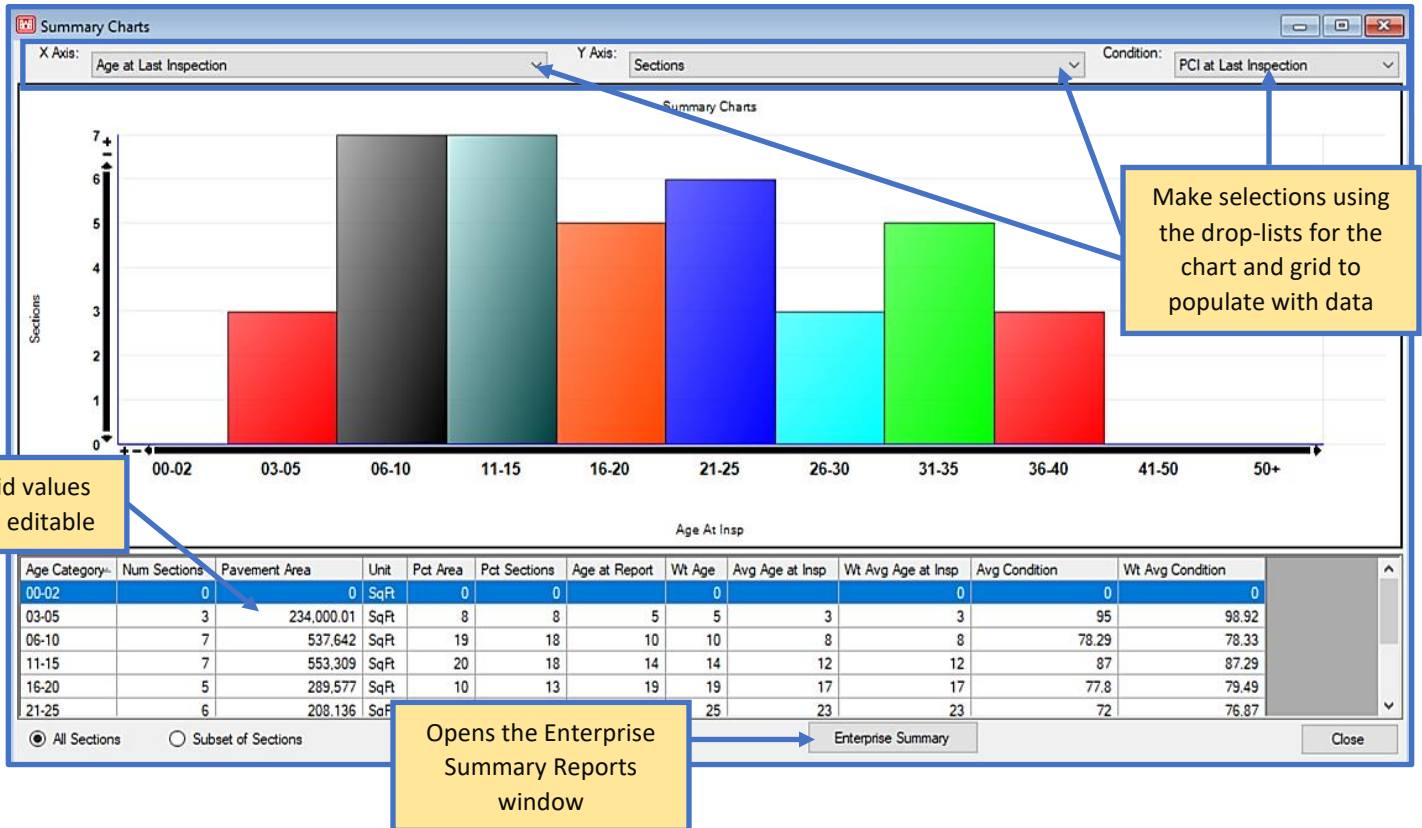 Summary Charts
X Axis: Age at Last Inspection Y Axis: Sections Condition: PCI at Last Inspection
Summary Charts
Make selections using
the drop-lists for the
chart and grid to
populate with data
7
6
5
4
3
2
1
0
Sections
00-02 03-05 06-10 11-15 16-20 21-25 26-30 31-35 36-40 41-50 50+
Age At Insp
values
editable
Age Category Num Sections Pavement Area Unit Pct Area Pct Sections Age at Report Wt Age Avg Age at Insp Wt Avg Age at Insp Avg Condition Wt Avg Condition
00-02 0 0 SqFt 0 0 0 0 0 0
03-05 3 234,000.01 SqFt 8 8 5 5 3 3 95 98.92
06-10 7 537,642 SqFt 19 18 10 10 8 8 78.29 78.33
11-15 7 553,309 SqFt 20 18 14 14 12 12 87 87.29
16-20 5 289,577 SqFt 10 13 19 19 17 17 77.8 79.49
21-25 6 208,136 25 23 23 72 76.87
All Sections Subset of Sections Enterprise Summary Close
Opens the Enterprise
Summary Reports
window